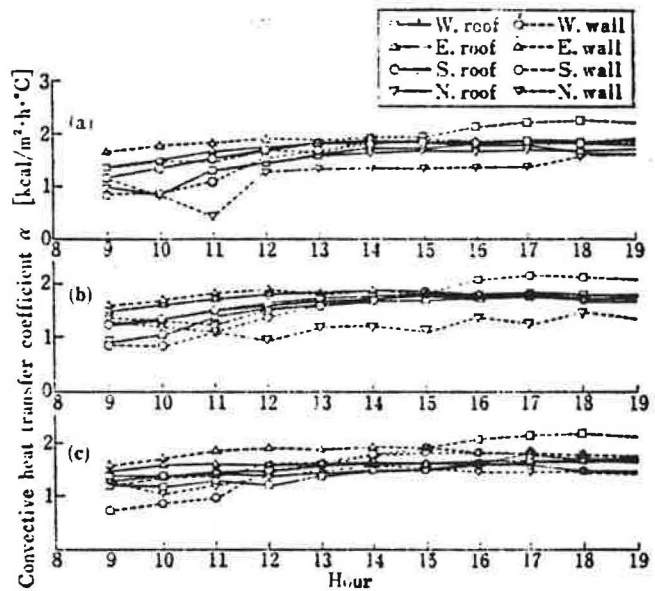 W. roof W. wall
E. roof E. wall
S. roof S. wall
N. roof N. wall
Convective heat transfer coefficient α [kcal/m²·h·°C]
3
(a)
2
1
0
8 9 10 11 12 13 14 15 16 17 18 19
2
(b)
1
8 9 10 11 12 13 14 15 16 17 18 19
2
(c)
1
8 9 10 11 12 13 14 15 16 17 18 19
Hour